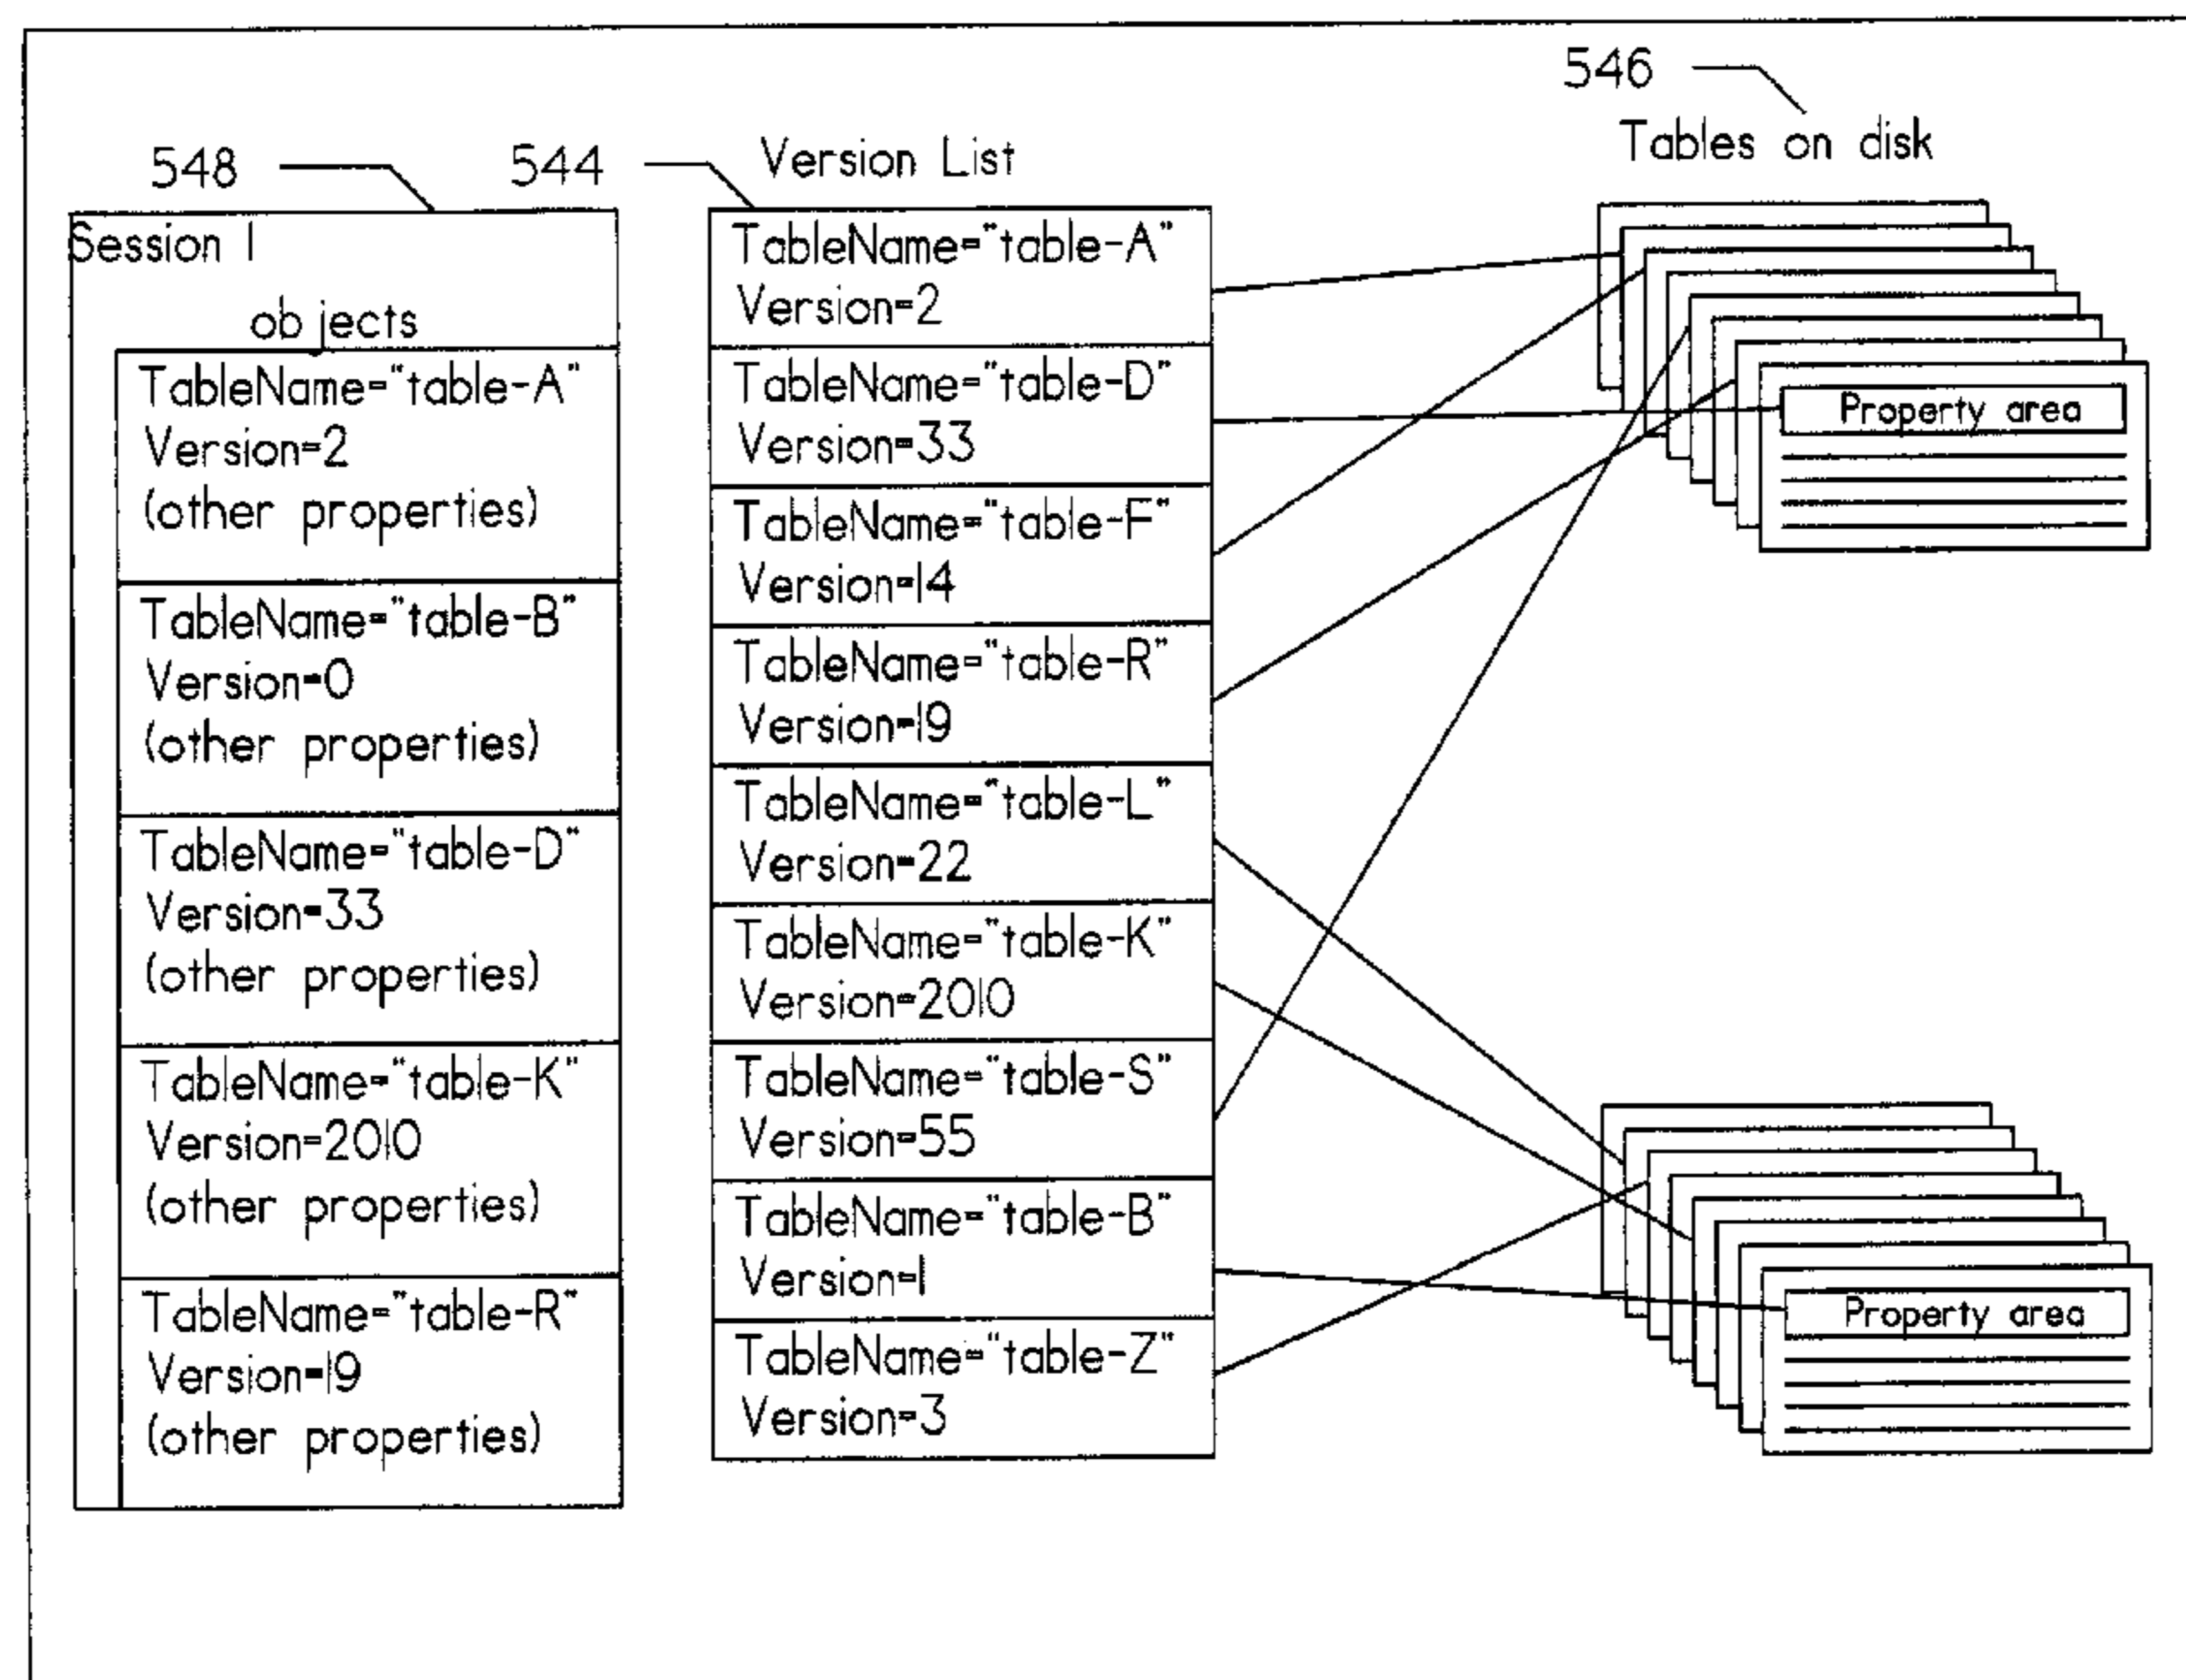 546
Tables on disk
548
544
Version List
Session 1
objects
TableName="table-A"
Version=2
(other properties)
TableName="table-B"
Version=0
(other properties)
TableName="table-D"
Version=33
(other properties)
TableName="table-K"
Version=2010
(other properties)
TableName="table-R"
Version=19
(other properties)
TableName="table-A"
Version=2
TableName="table-D"
Version=33
TableName="table-F"
Version=14
TableName="table-R"
Version=19
TableName="table-L"
Version=22
TableName="table-K"
Version=2010
TableName="table-S"
Version=55
TableName="table-B"
Version=1
TableName="table-Z"
Version=3
Property area
Property area